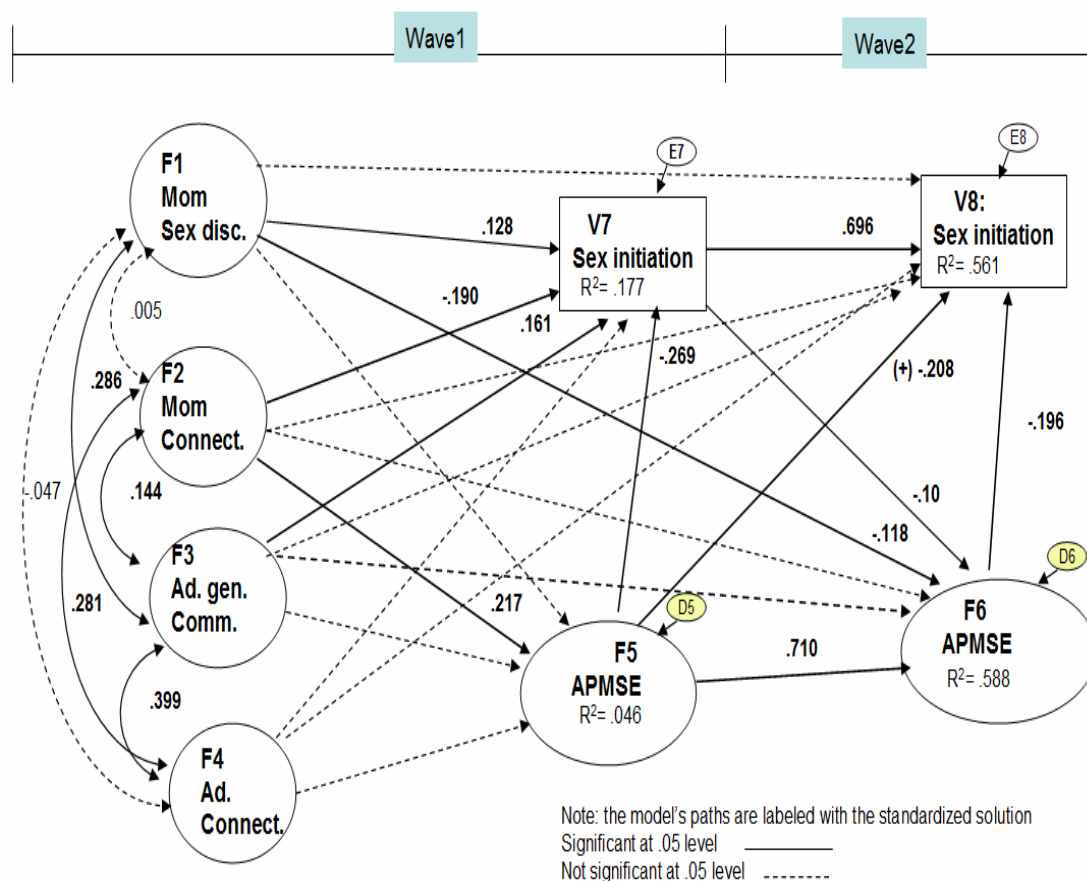 Wave1
Wave2
E7
E8
F1
Mom
Sex disc.
V7
Sex initiation
R²= .177
V8:
Sex initiation
R²= .561
.128
.696
-.190
.161
.005
-.269
(+) -.208
.286
F2
Mom
Connect.
-.196
-.047
.144
-.10
-.118
F3
Ad. gen.
Comm.
D6
.281
.217
D5
F5
APMSE
R²= .046
.710
F6
APMSE
R²= .588
.399
F4
Ad.
Connect.
Note: the model's paths are labeled with the standardized solution
Significant at .05 level
Not significant at .05 level